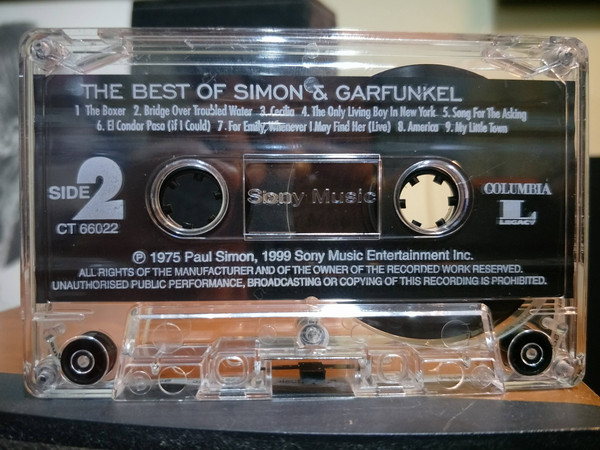 THE BEST OF SIMON & GARFUNKEL
1 The Boxer 2. Bridge Over Troubled Water 3. Cecilia 4. The Only Living Boy In New York 5. Song For The Asking
6. El Condor Pasa (if I Could) 7. For Emily, Whenever I May Find Her (Live) 8. America 9. My Little Town
SIDE 2
CT 66022
Sony Music
COLUMBIA
L
LEGACY
Ⓟ 1975 Paul Simon, 1999 Sony Music Entertainment Inc.
ALL RIGHTS OF THE MANUFACTURER AND OF THE OWNER OF THE RECORDED WORK RESERVED.
UNAUTHORISED PUBLIC PERFORMANCE, BROADCASTING OR COPYING OF THIS RECORDING IS PROHIBITED.